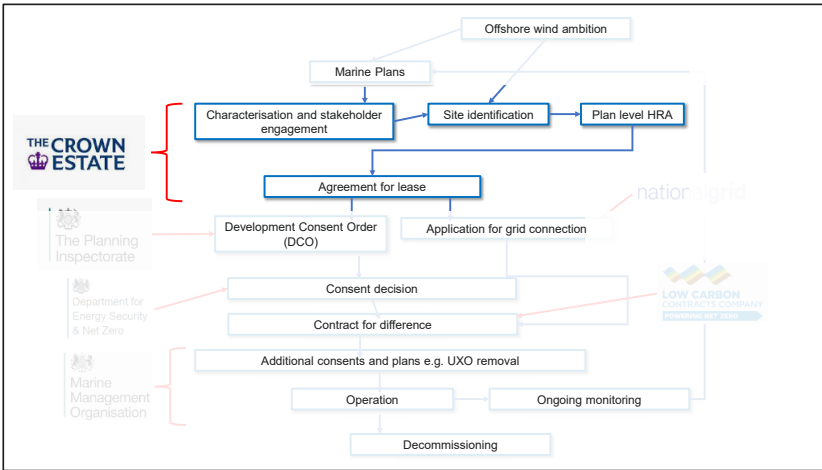 Offshore wind ambition
Marine Plans
Characterisation and stakeholder
engagement
Site identification
Plan level HRA
THE CROWN
ESTATE
Agreement for lease
nationalgrid
The Planning
Inspectorate
Development Consent Order
(DCO)
Application for grid connection
Department for
Energy Security
& Net Zero
Consent decision
LOW CARBON
CONTRACTS COMPANY
POWERING NET ZERO
Contract for difference
Additional consents and plans e.g. UXO removal
Marine
Management
Organisation
Operation
Ongoing monitoring
Decommissioning